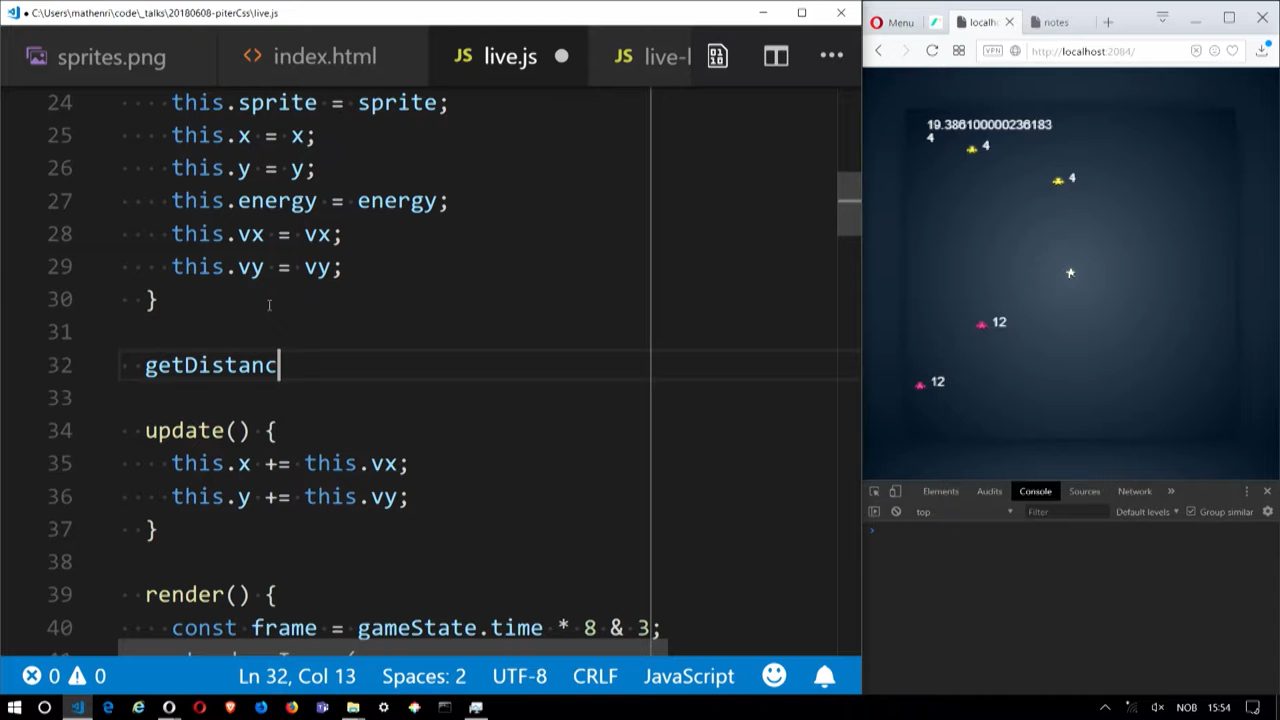 C:\Users\mathenri\code\_talks\20180608-piterCss\live.js
sprites.png
index.html
JS live.js
JS live-l
24 this.sprite = sprite;
25 this.x = x;
26 this.y = y;
27 this.energy = energy;
28 this.vx = vx;
29 this.vy = vy;
30 }
31
32 getDistanc
33
34 update() {
35 this.x += this.vx;
36 this.y += this.vy;
37 }
38
39 render() {
40 const frame = gameState.time * 8 & 3;
0 0 Ln 32, Col 13 Spaces: 2 UTF-8 CRLF JavaScript
Menu localh notes
VPN http://localhost:2084/
19.386100000236183
4
4
4
12
12
Elements Audits Console Sources Network »
top Filter Default levels Group similar
NOB 15:54